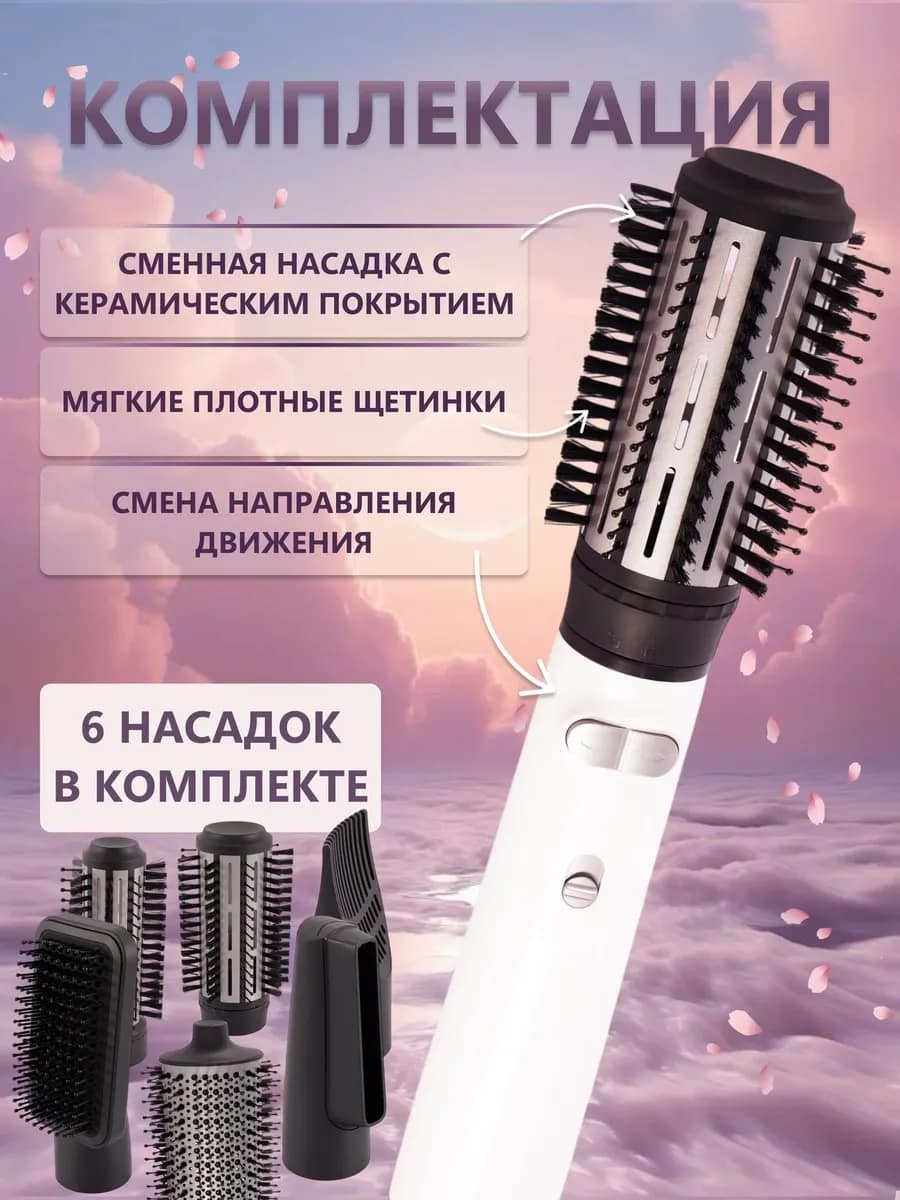 КОМПЛЕКТАЦИЯ
СМЕННАЯ НАСАДКА С
КЕРАМИЧЕСКИМ ПОКРЫТИЕМ
МЯГКИЕ ПЛОТНЫЕ ЩЕТИНКИ
СМЕНА НАПРАВЛЕНИЯ
ДВИЖЕНИЯ
6 НАСАДОК
В КОМПЛЕКТЕ